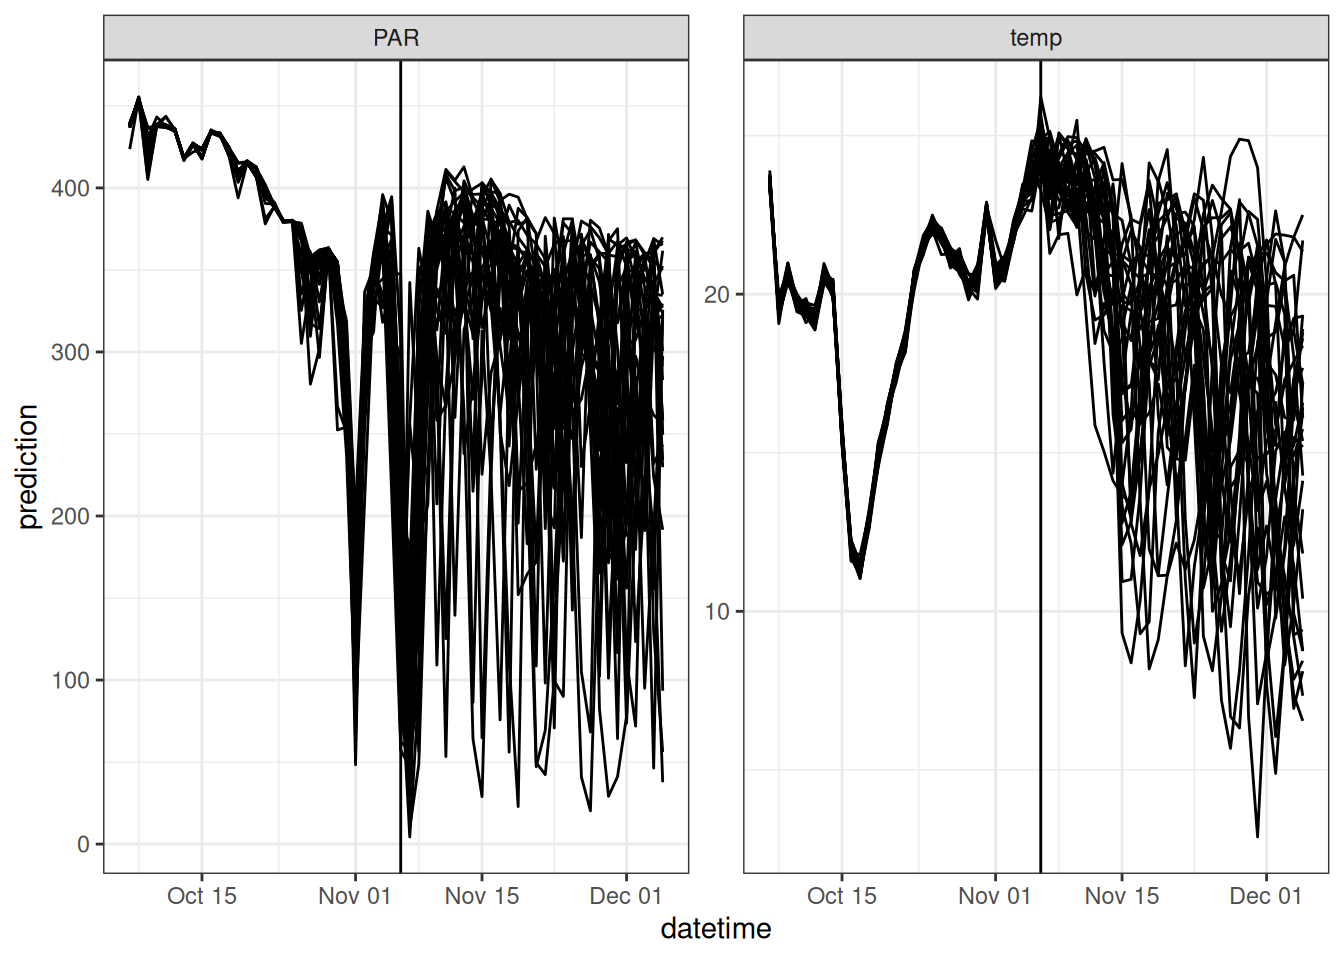 PAR
temp
prediction
400
300
200
100
0
20
10
Oct 15
Nov 01
Nov 15
Dec 01
Oct 15
Nov 01
Nov 15
Dec 01
datetime